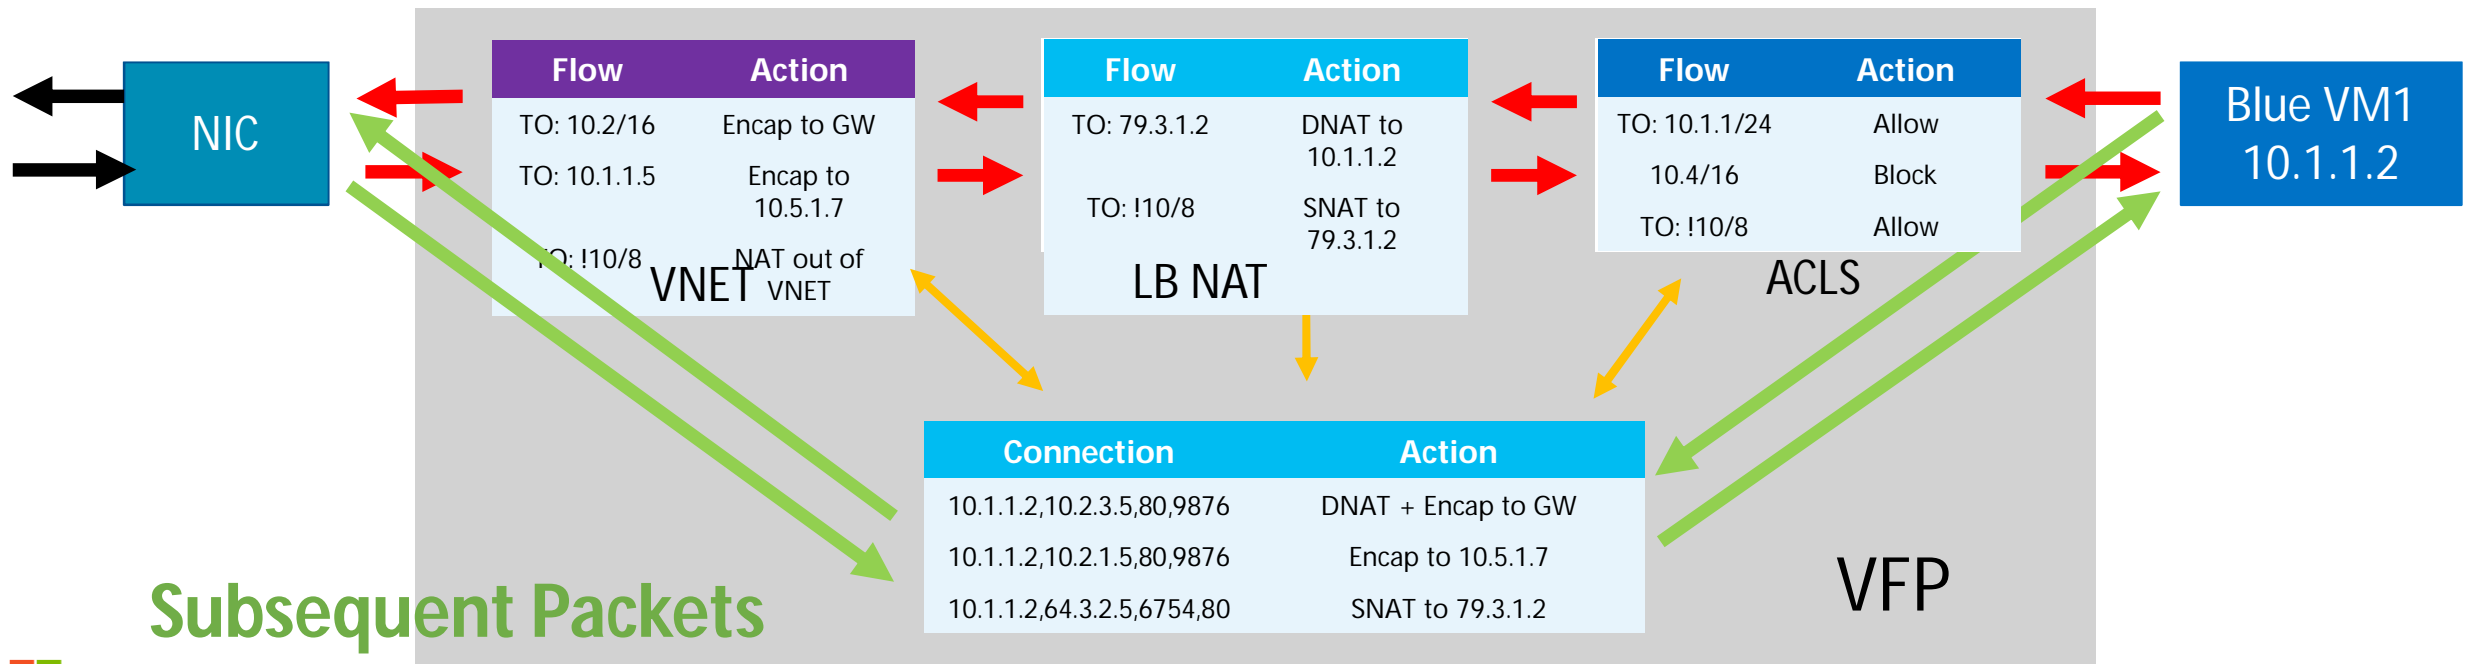 NIC
Flow Action
TO: 10.2/16 Encap to GW
TO: 10.1.1.5 Encap to
10.5.1.7
TO: !10/8 NAT out of
VNET
VNET
Flow Action
TO: 79.3.1.2 DNAT to
10.1.1.2
TO: !10/8 SNAT to
79.3.1.2
LB NAT
Flow Action
TO: 10.1.1/24 Allow
10.4/16 Block
TO: !10/8 Allow
ACLS
Blue VM1
10.1.1.2
Connection Action
10.1.1.2,10.2.3.5,80,9876 DNAT + Encap to GW
10.1.1.2,10.2.1.5,80,9876 Encap to 10.5.1.7
10.1.1.2,64.3.2.5,6754,80 SNAT to 79.3.1.2
VFP
Subsequent Packets